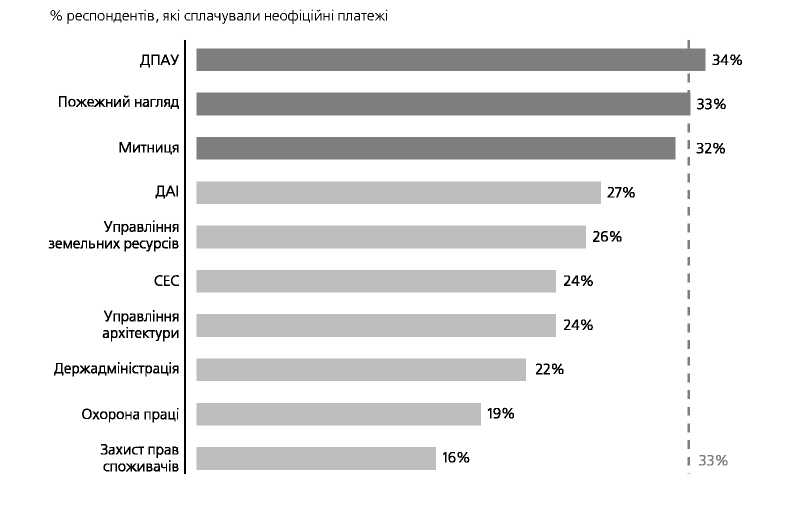 % респондентів, які сплачували неофіційні платежі
ДПАУ 34%
Пожежний нагляд 33%
Митниця 32%
ДАІ 27%
Управління
земельних ресурсів 26%
СЕС 24%
Управління
архітектури 24%
Держадміністрація 22%
Охорона праці 19%
Захист прав
споживачів 16%
33%